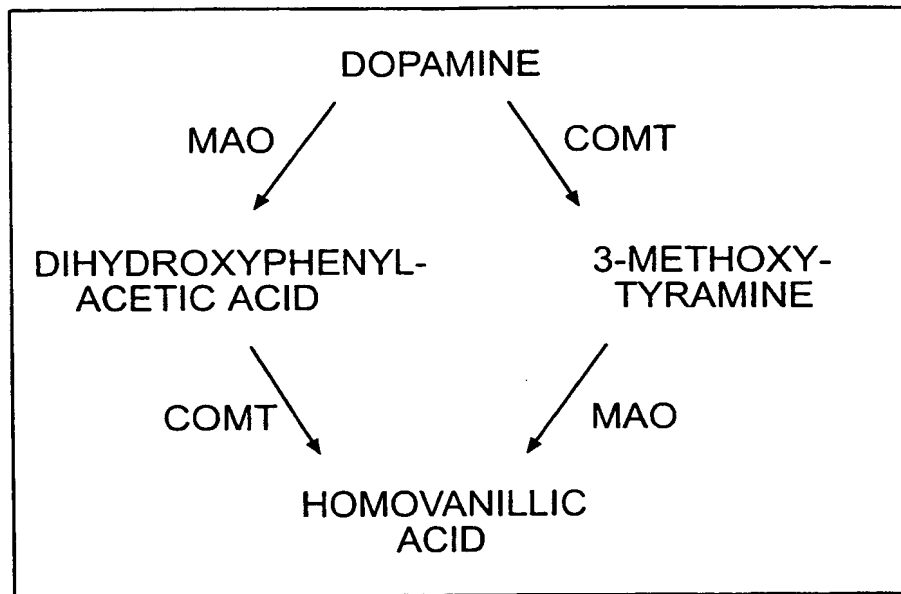 DOPAMINE
MAO
COMT
DIHYDROXYPHENYL-
ACETIC ACID
3-METHOXY-
TYRAMINE
COMT
MAO
HOMOVANILLIC
ACID